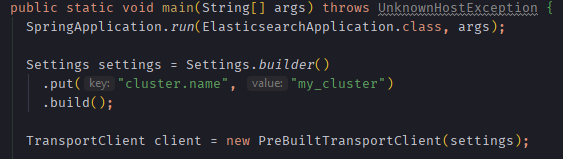 public static void main(String[] args) throws UnknownHostException {
SpringApplication.run(ElasticsearchApplication.class, args);
Settings settings = Settings.builder()
.put( key: "cluster.name", value: "my_cluster")
.build();
TransportClient client = new PreBuiltTransportClient(settings);